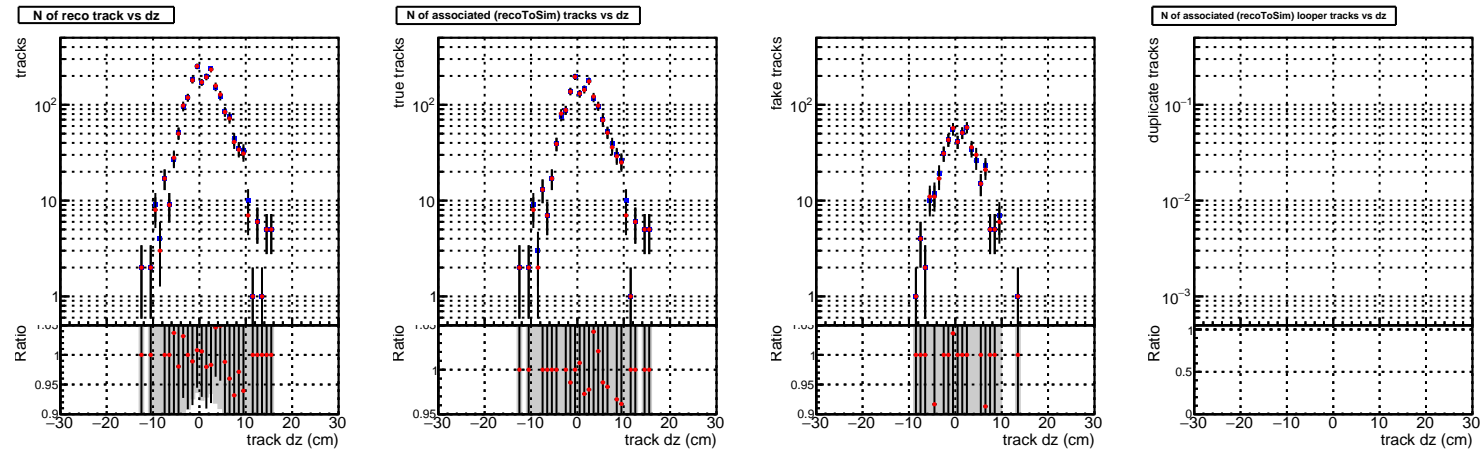 N of reco track vs dz
tracks
10²
10
1
Ratio
1
0.95
0.9
−30 −20 −10 0 10 20 30
track dz (cm)
N of associated (recoToSim) tracks vs dz
true tracks
10²
10
1
Ratio
1
0.95
−30 −20 −10 0 10 20 30
track dz (cm)
fake tracks
10²
10
1
Ratio
1
0.95
0.9
−30 −20 −10 0 10 20 30
track dz (cm)
N of associated (recoToSim) looper tracks vs dz
duplicate tracks
10⁻¹
10⁻²
10⁻³
Ratio
1
0.5
0
−30 −20 −10 0 10 20 30
track dz (cm)